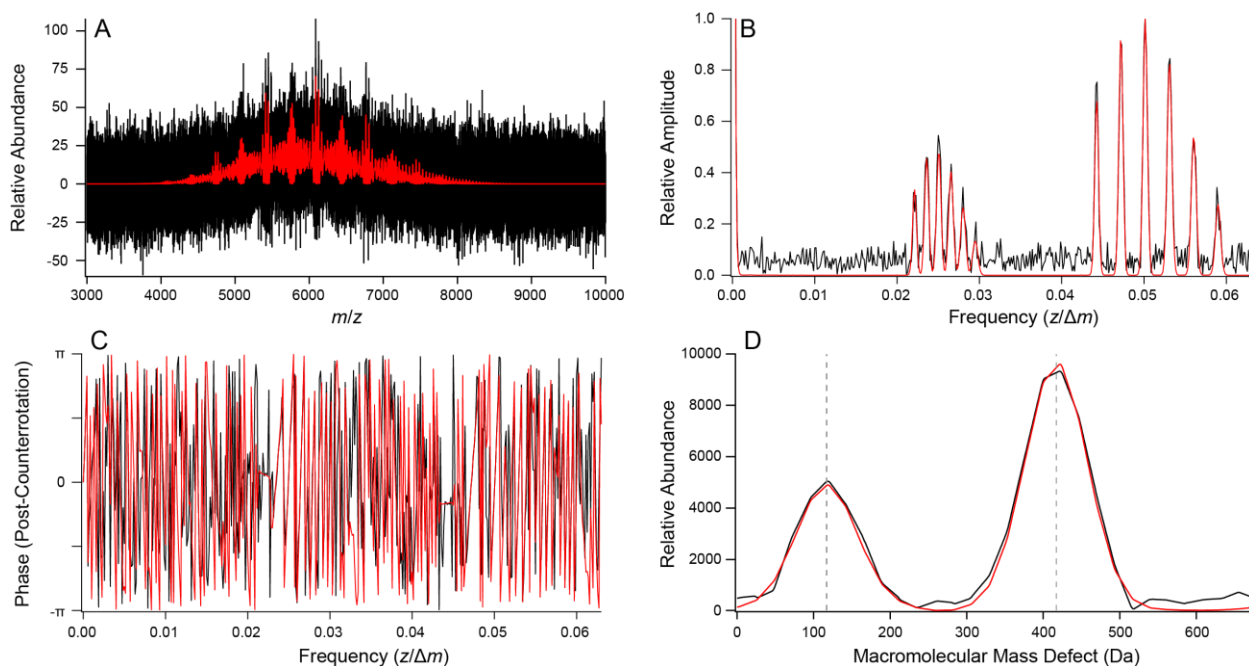 A
Relative Abundance
100
75
50
25
0
-25
-50
3000 4000 5000 6000 7000 8000 9000 10000
m/z
B
Relative Amplitude
1.0
0.8
0.6
0.4
0.2
0.0
0.00 0.01 0.02 0.03 0.04 0.05 0.06
Frequency (z/Δm)
C
Phase (Post-Counterrotation)
π
0
-π
0.00 0.01 0.02 0.03 0.04 0.05 0.06
Frequency (z/Δm)
D
Relative Abundance
10000
8000
6000
4000
2000
0
0 100 200 300 400 500 600
Macromolecular Mass Defect (Da)